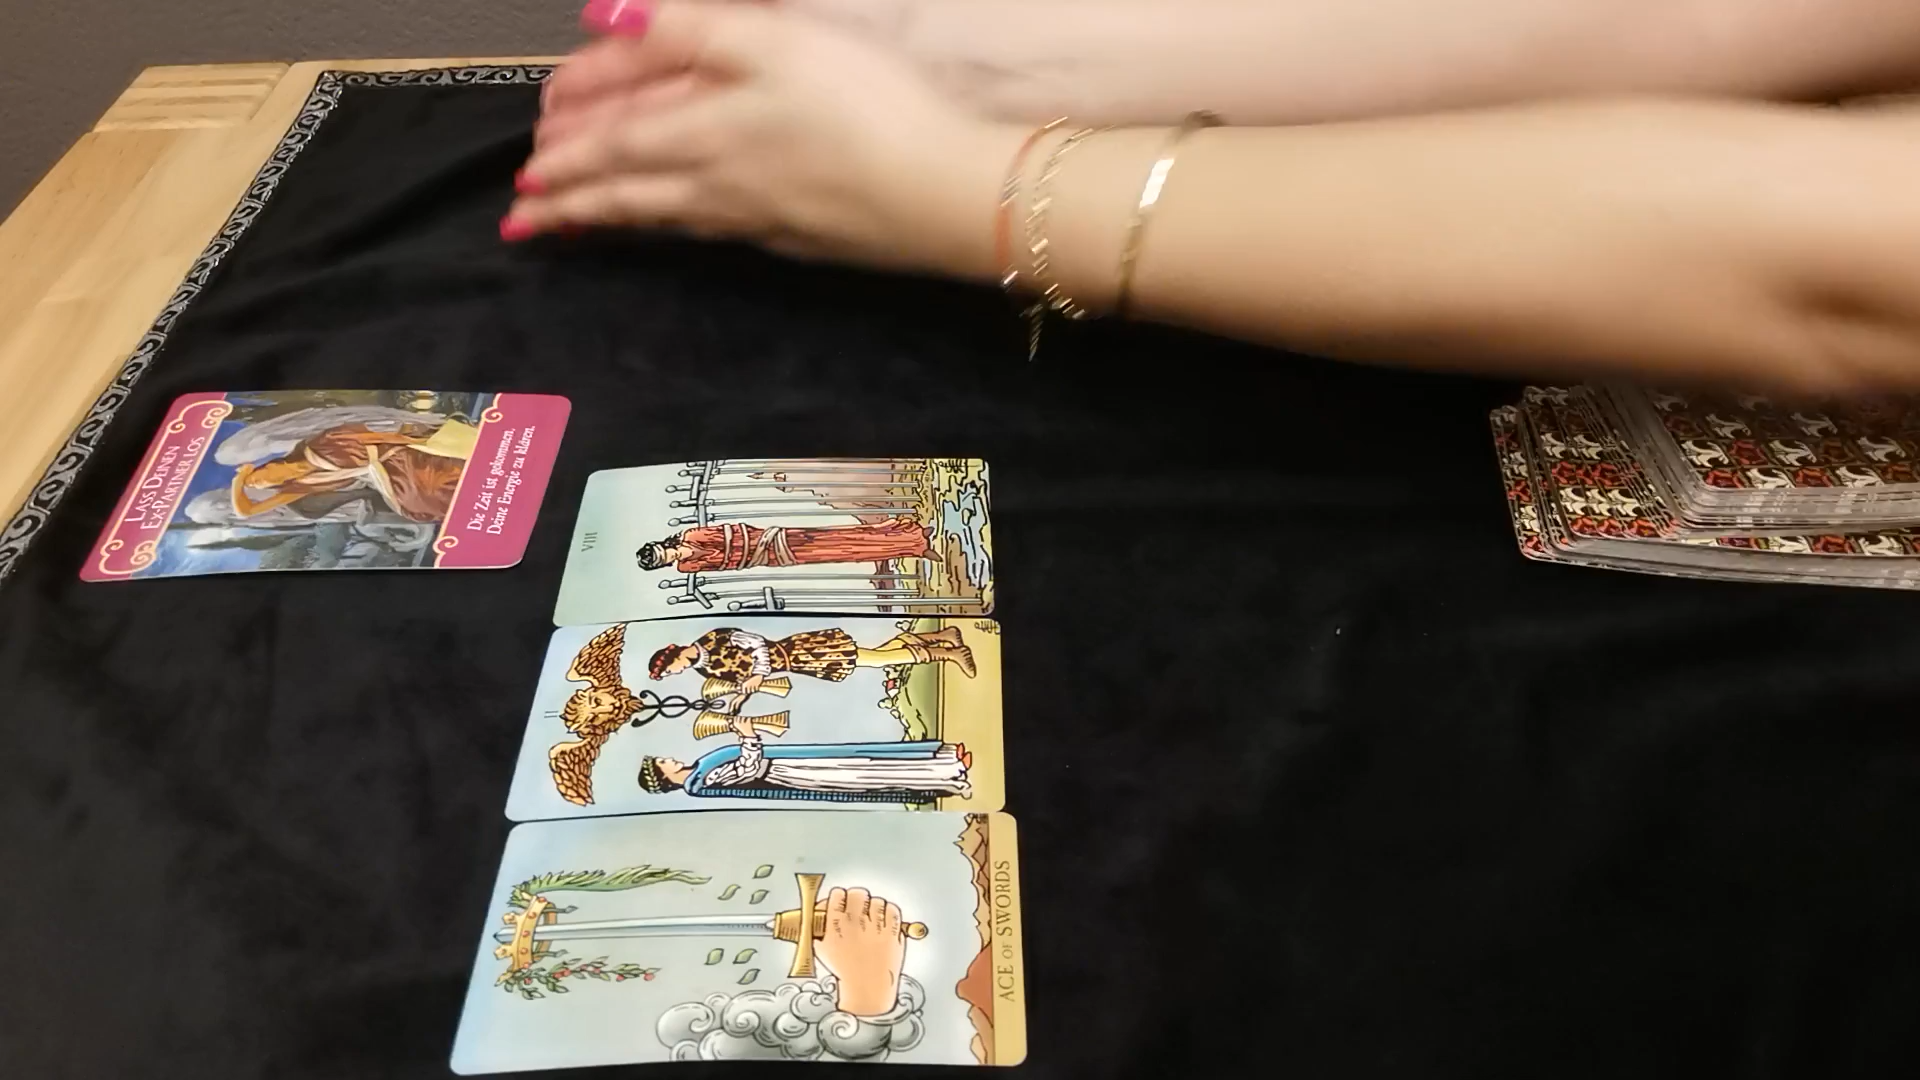 LASS DEINEN
EX-PARTNER LOS
Die Zeit ist gekommen,
Deine Energie zu klären.
VIII
II
ACE OF SWORDS